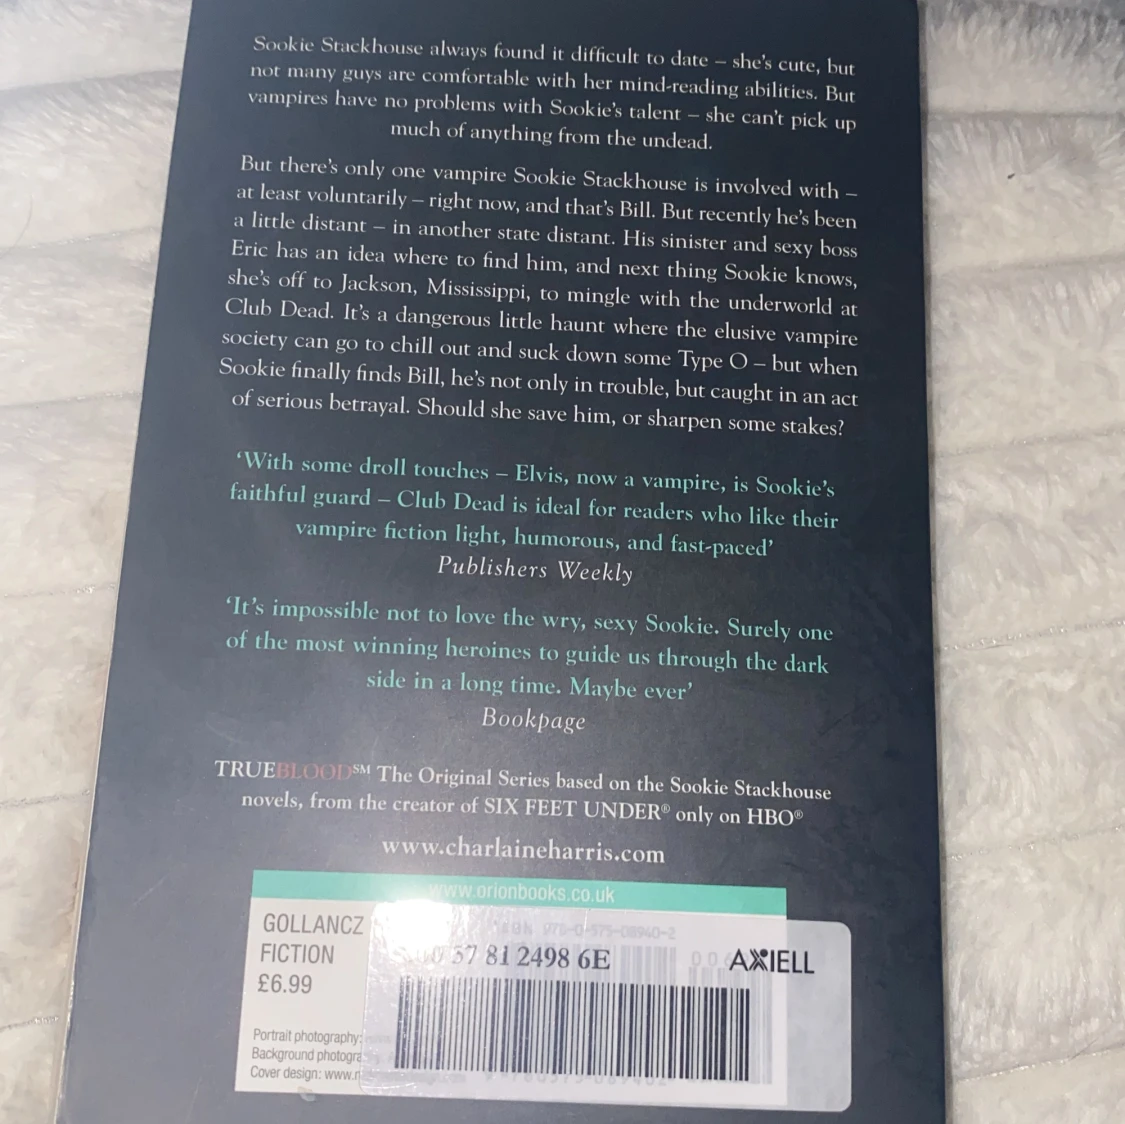 Sookie Stackhouse always found it difficult to date – she's cute, but
not many guys are comfortable with her mind-reading abilities. But
vampires have no problems with Sookie's talent – she can't pick up
much of anything from the undead.
But there's only one vampire Sookie Stackhouse is involved with –
at least voluntarily – right now, and that's Bill. But recently he's been
a little distant – in another state distant. His sinister and sexy boss
Eric has an idea where to find him, and next thing Sookie knows,
she's off to Jackson, Mississippi, to mingle with the underworld at
Club Dead. It's a dangerous little haunt where the elusive vampire
society can go to chill out and suck down some Type O – but when
Sookie finally finds Bill, he's not only in trouble, but caught in an act
of serious betrayal. Should she save him, or sharpen some stakes?
‘With some droll touches – Elvis, now a vampire, is Sookie's
faithful guard – Club Dead is ideal for readers who like their
vampire fiction light, humorous, and fast-paced’
Publishers Weekly
‘It's impossible not to love the wry, sexy Sookie. Surely one
of the most winning heroines to guide us through the dark
side in a long time. Maybe ever’
Bookpage
TRUEBLOOD℠ The Original Series based on the Sookie Stackhouse
novels, from the creator of SIX FEET UNDER® only on HBO®
www.charlaineharris.com
www.orionbooks.co.uk
ISBN 978-0-575-08940-2
GOLLANCZ
FICTION
£6.99
57 81 2498 6E
AXIELL
Portrait photography:
Background
Cover design: